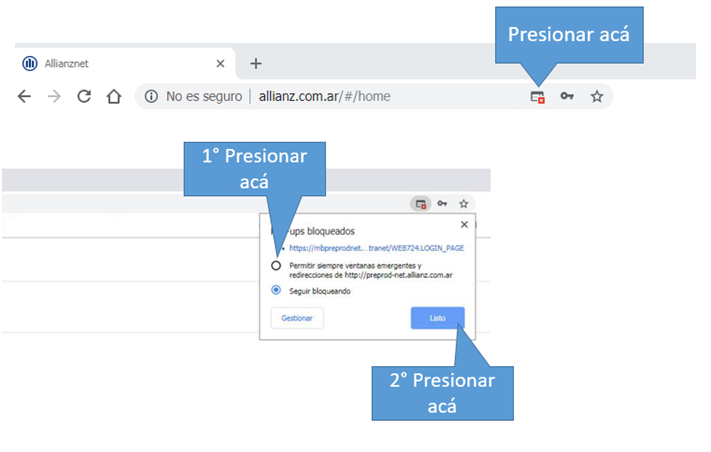 Presionar acá
Allianznet
No es seguro | allianz.com.ar/#/home
1° Presionar
acá
-ups bloqueados
https://mbpreprodnet....tranet/WEB724.LOGIN_PAGE
Permitir siempre ventanas emergentes y
redirecciones de http://preprod-net.allianz.com.ar
Seguir bloqueando
Gestionar
Listo
2° Presionar
acá